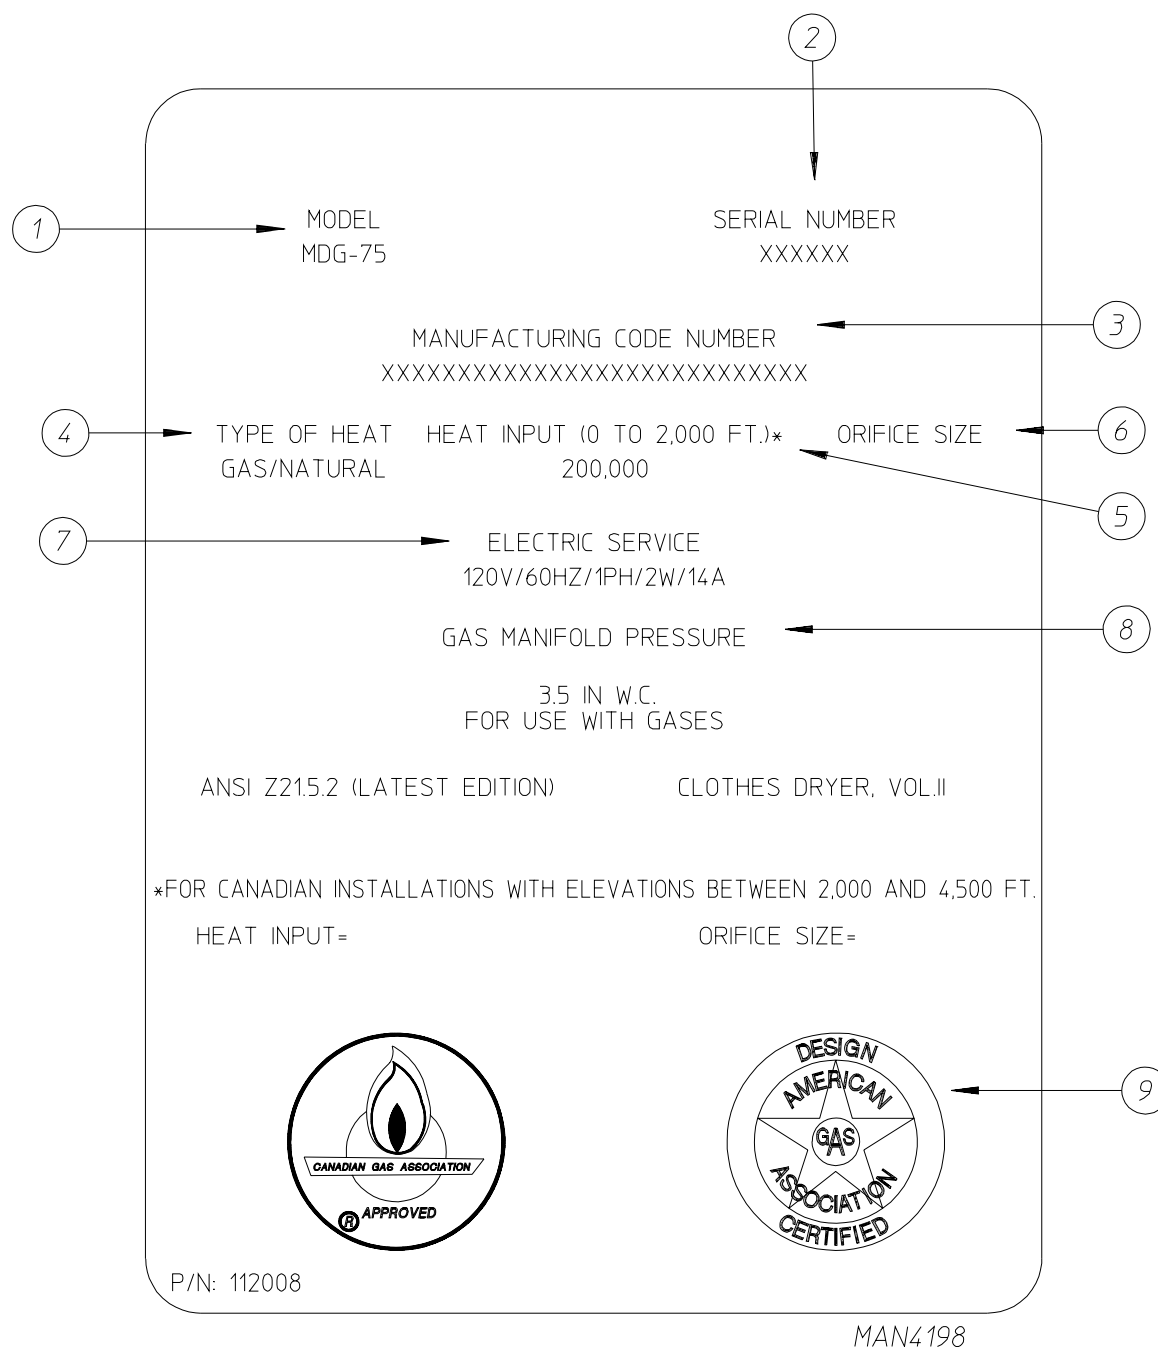 2
1
MODEL
MDG-75
SERIAL NUMBER
XXXXXX
3
MANUFACTURING CODE NUMBER
XXXXXXXXXXXXXXXXXXXXXXXXXXXX
4
TYPE OF HEAT HEAT INPUT (0 TO 2,000 FT.)* ORIFICE SIZE
6
GAS/NATURAL 200,000
5
7
ELECTRIC SERVICE
120V/60HZ/1PH/2W/14A
8
GAS MANIFOLD PRESSURE
3.5 IN W.C.
FOR USE WITH GASES
ANSI Z21.5.2 (LATEST EDITION) CLOTHES DRYER, VOL.II
*FOR CANADIAN INSTALLATIONS WITH ELEVATIONS BETWEEN 2,000 AND 4,500 FT.
HEAT INPUT= ORIFICE SIZE=
CANADIAN GAS ASSOCIATION
® APPROVED
DESIGN
AMERICAN
GAS
ASSOCIATION
CERTIFIED
9
P/N: 112008
MAN4198